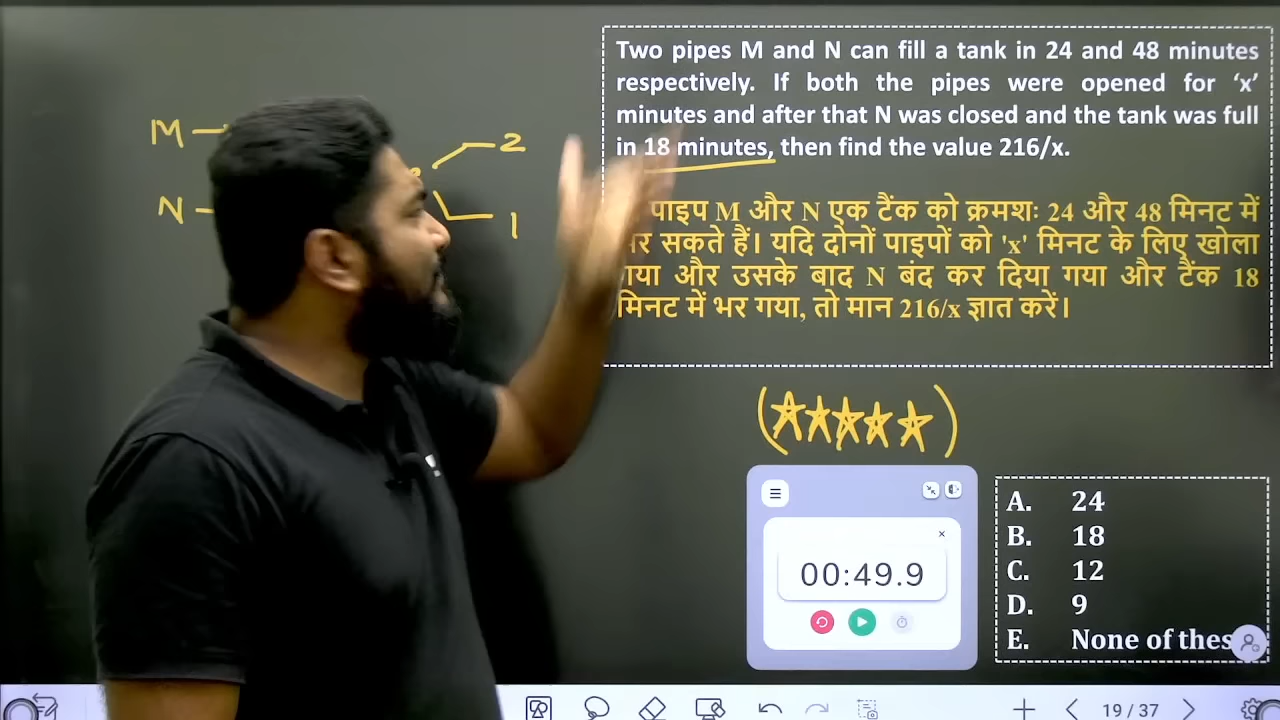 Two pipes M and N can fill a tank in 24 and 48 minutes
respectively. If both the pipes were opened for ‘x’
minutes and after that N was closed and the tank was full
in 18 minutes, then find the value 216/x.
पाइप M और N एक टैंक को क्रमशः 24 और 48 मिनट में
सकते हैं। यदि दोनों पाइपों को 'x' मिनट के लिए खोला
गया और उसके बाद N बंद कर दिया गया और टैंक 18
मिनट में भर गया, तो मान 216/x ज्ञात करें।
M
2
N
1
00:49.9
A. 24
B. 18
C. 12
D. 9
E. None of thes
19 / 37